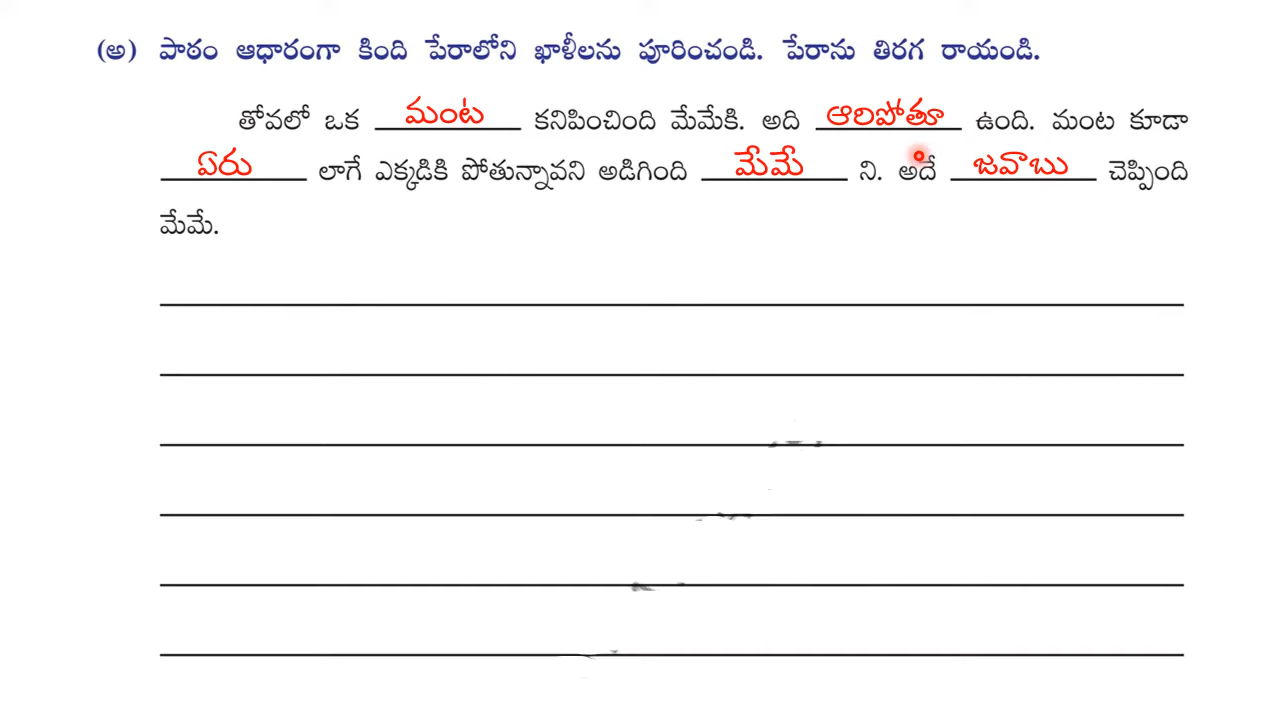 (అ) పాఠం ఆధారంగా కింది పేరాలోని ఖాళీలను పూరించండి. పేరాను తిరగ రాయండి.
తోవలో ఒక మంట కనిపించింది మేమేకి. అది ఆరిపోతూ ఉంది. మంట కూడా
ఏరు లాగే ఎక్కడికి పోతున్నావని అడిగింది మేమే ని. అదే జవాబు చెప్పింది
మేమే.